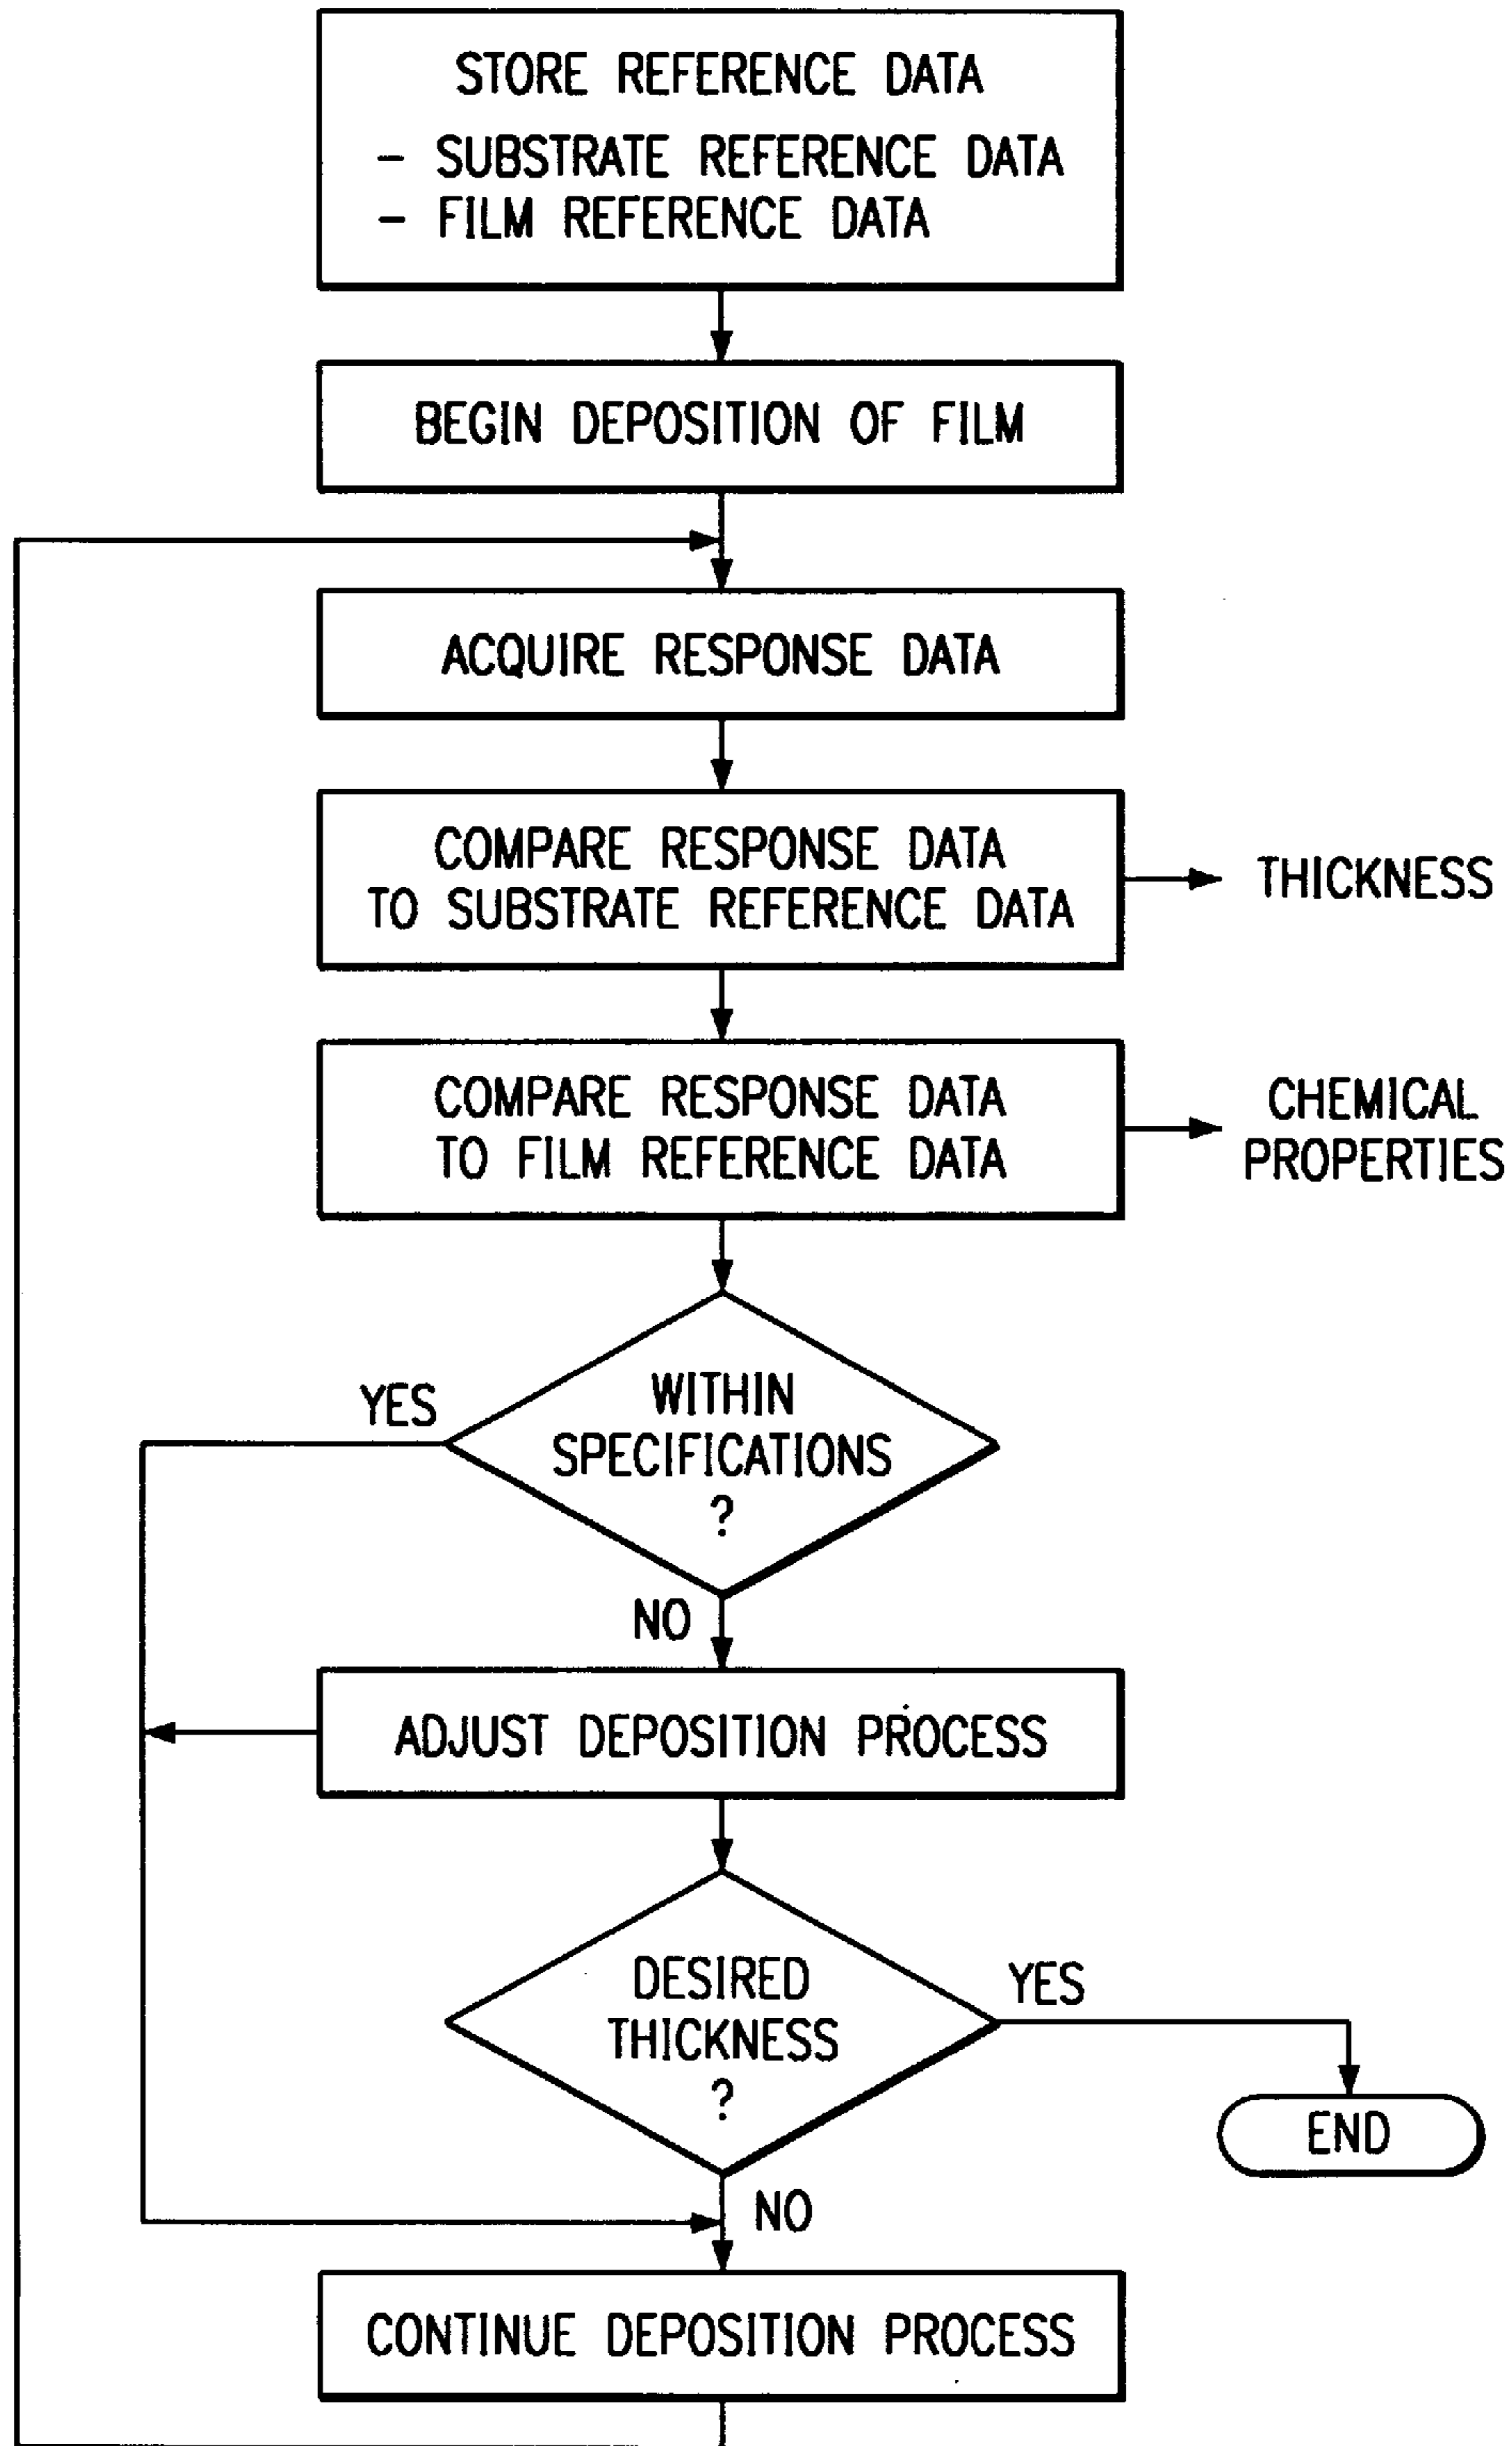 STORE REFERENCE DATA
- SUBSTRATE REFERENCE DATA
- FILM REFERENCE DATA
BEGIN DEPOSITION OF FILM
ACQUIRE RESPONSE DATA
COMPARE RESPONSE DATA
TO SUBSTRATE REFERENCE DATA
THICKNESS
COMPARE RESPONSE DATA
TO FILM REFERENCE DATA
CHEMICAL
PROPERTIES
YES
WITHIN
SPECIFICATIONS
?
NO
ADJUST DEPOSITION PROCESS
DESIRED
THICKNESS
?
YES
END
NO
CONTINUE DEPOSITION PROCESS